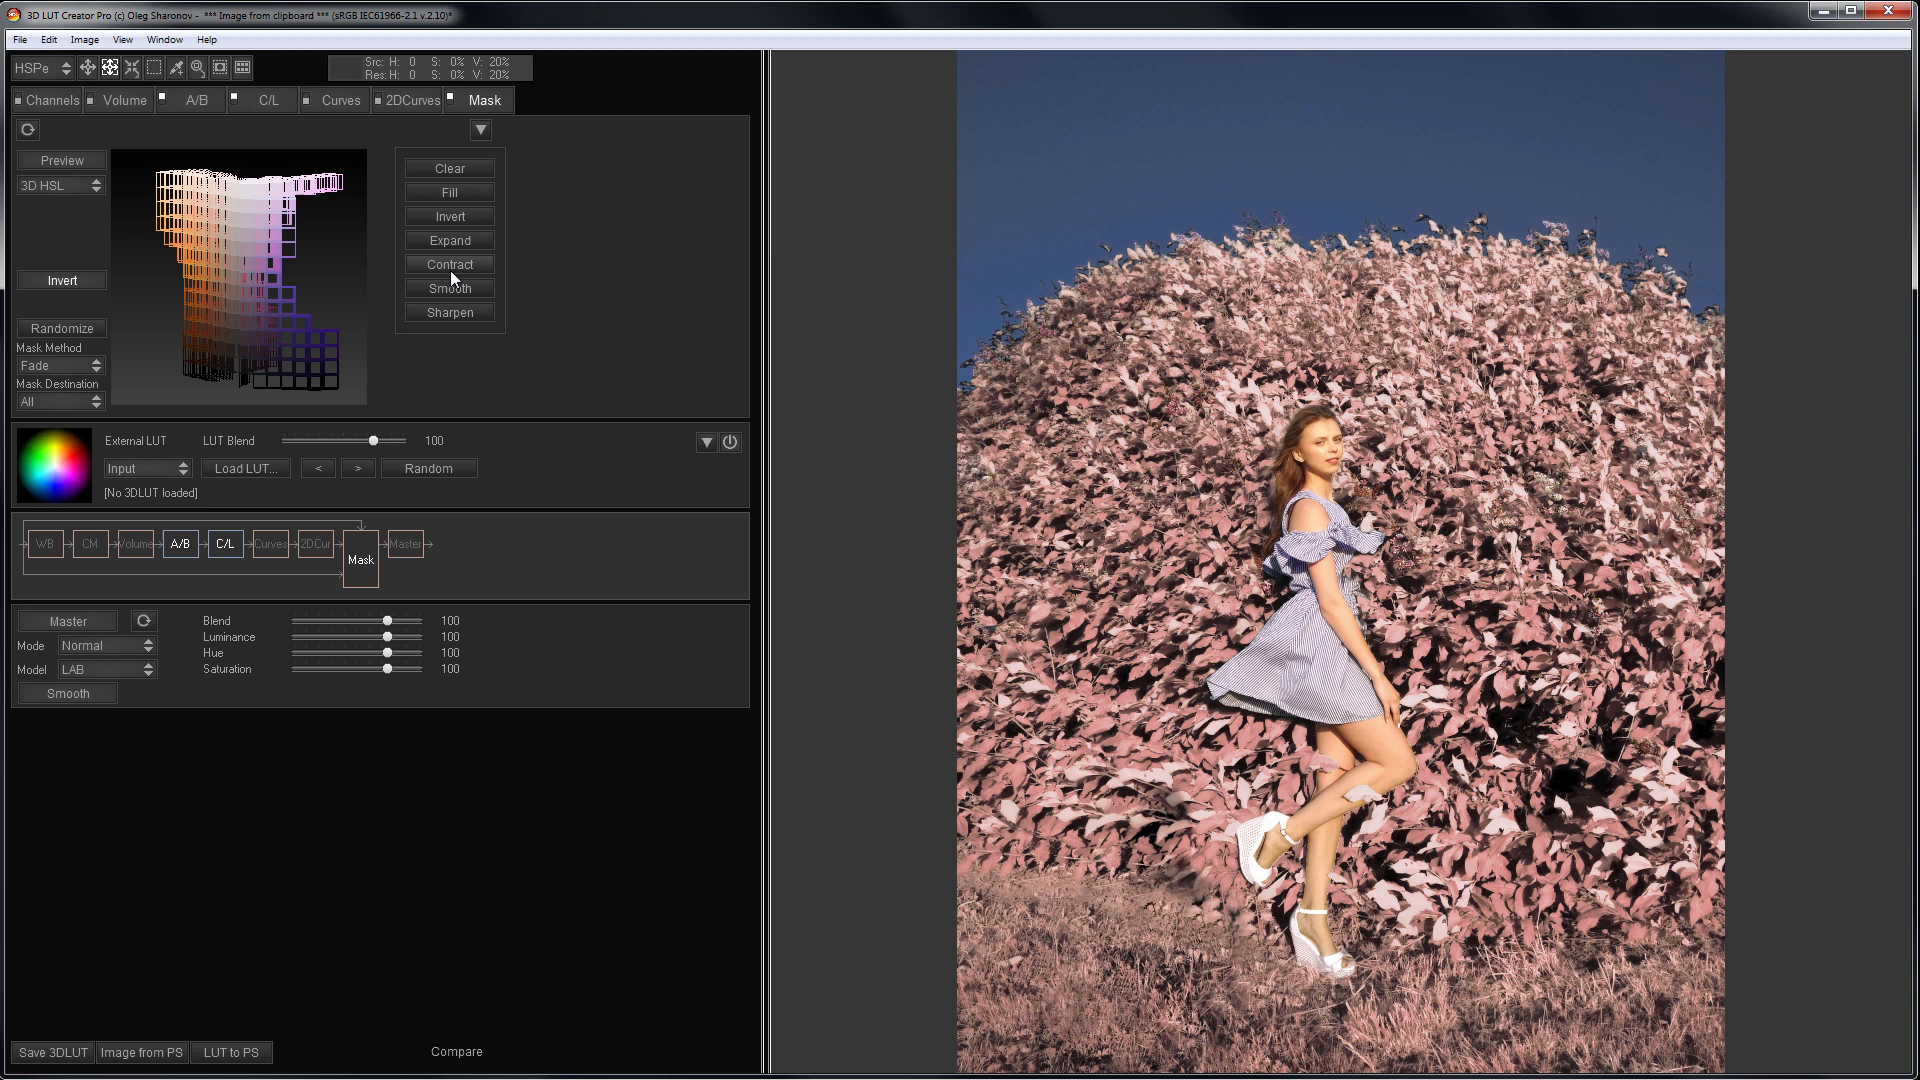 3D LUT Creator Pro (c) Oleg Sharonov - *** Image from clipboard *** (sRGB IEC61966-2.1 v.2.10)*
File Edit Image View Window Help
HSPe
Src: H: 0 S: 0% V: 20%
Res: H: 0 S: 0% V: 20%
Channels Volume A/B C/L Curves 2DCurves Mask
Preview
3D HSL
Invert
Randomize
Mask Method
Fade
Mask Destination
All
Clear
Fill
Invert
Expand
Contract
Smooth
Sharpen
External LUT LUT Blend 100
Input Load LUT... < > Random
[No 3DLUT loaded]
WB CM Volume A/B C/L Curves 2DCur Mask Master
Master
Mode Normal
Model LAB
Smooth
Blend 100
Luminance 100
Hue 100
Saturation 100
Save 3DLUT Image from PS LUT to PS Compare